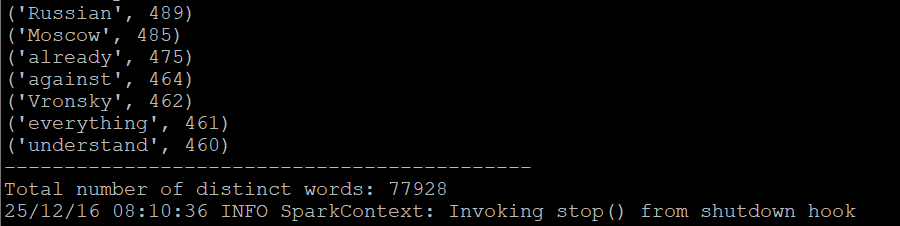 ('Russian', 489)
('Moscow', 485)
('already', 475)
('against', 464)
('Vronsky', 462)
('everything', 461)
('understand', 460)
--------------------------------------------
Total number of distinct words: 77928
25/12/16 08:10:36 INFO SparkContext: Invoking stop() from shutdown hook